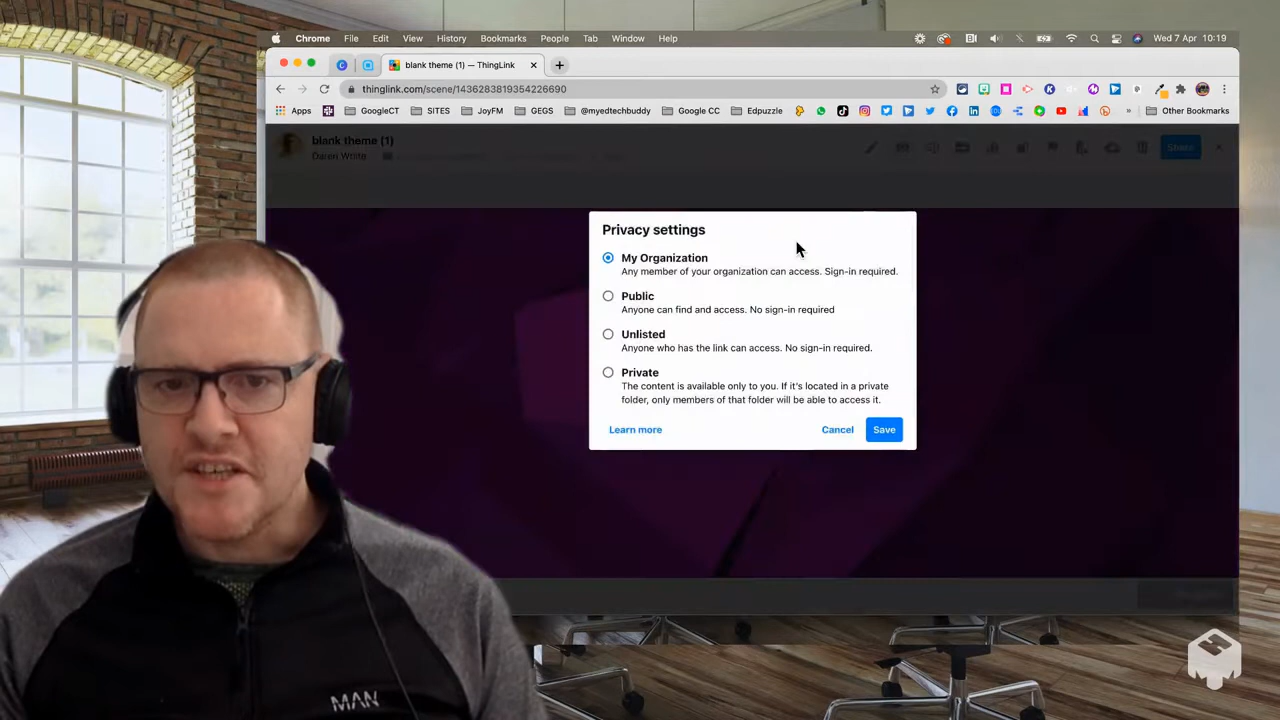 Chrome File Edit View History Bookmarks People Tab Window Help Wed 7 Apr 10:19
blank theme (1) — ThingLink
thinglink.com/scene/1436283819354226690
Apps GoogleCT SITES JoyFM GEGS @myedtechbuddy Google CC Edpuzzle » Other Bookmarks
blank theme (1)
Daren White
Share
Privacy settings
My Organization
Any member of your organization can access. Sign-in required.
Public
Anyone can find and access. No sign-in required
Unlisted
Anyone who has the link can access. No sign-in required.
Private
The content is available only to you. If it's located in a private
folder, only members of that folder will be able to access it.
Learn more Cancel Save
MAN